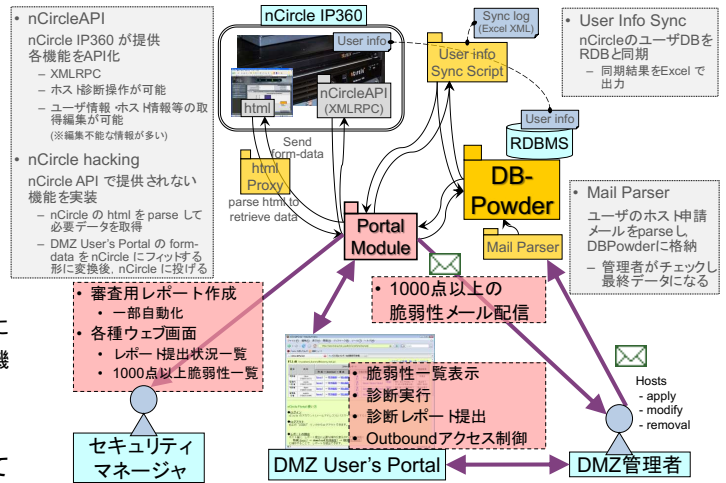 • nCircleAPI
nCircle IP360 が提供
各機能をAPI化
– XMLRPC
– ホスト診断操作が可能
– ユーザ情報・ホスト情報等の取
得編集が可能
(※編集不能な情報が多い)
• nCircle hacking
nCircle API で提供されない
機能を実装
– nCircle の html をparse して
必要データを取得
– DMZ User's Portal の form-
data をnCircle にフィットする
形に変換後, nCircle に投げる
nCircle IP360
User info
html
nCircleAPI
(XMLRPC)
Send
form-data
html
Proxy
parse html to
retrieve data
Sync log
(Excel XML)
User info
Sync Script
User info
RDBMS
DB-
Powder
Mail Parser
Portal
Module
• User Info Sync
nCircleのユーザDBを
RDBと同期
– 同期結果をExcel で
出力
• Mail Parser
ユーザのホスト申請
メールをparseし,
DBPowderに格納
– 管理者がチェックし
最終データになる
• 審査用レポート作成
• 一部自動化
• 各種ウェブ画面
• レポート提出状況一覧
• 1000点以上脆弱性一覧
• 1000点以上の
脆弱性メール配信
• 脆弱性一覧表示
• 診断実行
• 診断レポート提出
• Outboundアクセス制御
Hosts
- apply
- modify
- removal
に
機
て
セキュリティ
マネージャ
DMZ User's Portal
DMZ管理者